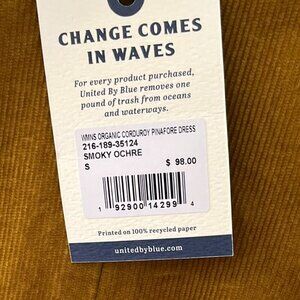 CHANGE COMES
IN WAVES
For every product purchased,
United By Blue removes one
pound of trash from oceans
and waterways.
WMNS ORGANIC CORDUROY PINAFORE DRESS
216-189-35124
SMOKY OCHRE
S $ 98.00
1 92900 14299 4
Printed on 100% recycled paper
unitedbyblue.com